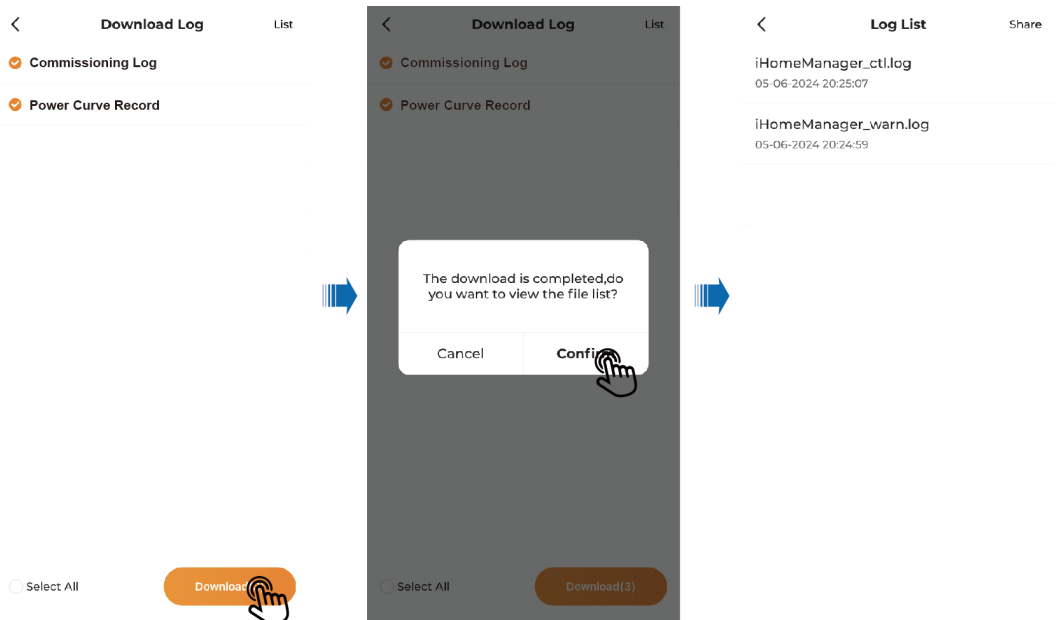 Download Log
List
Commissioning Log
Power Curve Record
Select All
Download
Download Log
List
Commissioning Log
Power Curve Record
The download is completed,do
you want to view the file list?
Cancel
Select All
Download(3)
Log List
Share
iHomeManager_ctl.log
05-06-2024 20:25:07
iHomeManager_warn.log
05-06-2024 20:24:59